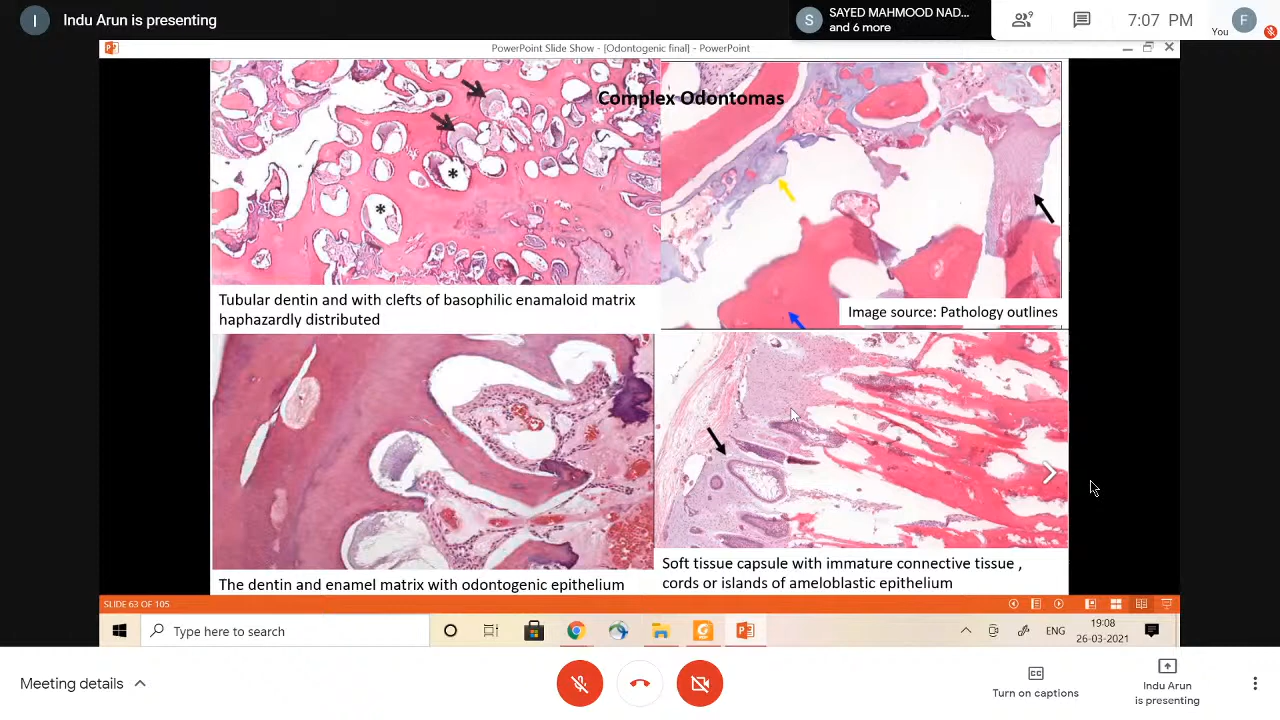 I
Indu Arun is presenting
S
SAYED MAHMOOD NAD...
and 6 more
9
7:07 PM
F
You
PowerPoint Slide Show - [Odontogenic final] - PowerPoint
Complex Odontomas
*
*
Tubular dentin and with clefts of basophilic enamaloid matrix
haphazardly distributed
Image source: Pathology outlines
The dentin and enamel matrix with odontogenic epithelium
Soft tissue capsule with immature connective tissue ,
cords or islands of ameloblastic epithelium
SLIDE 63 OF 105
Type here to search
ENG
19:08
26-03-2021
Meeting details
CC
Turn on captions
Indu Arun
is presenting